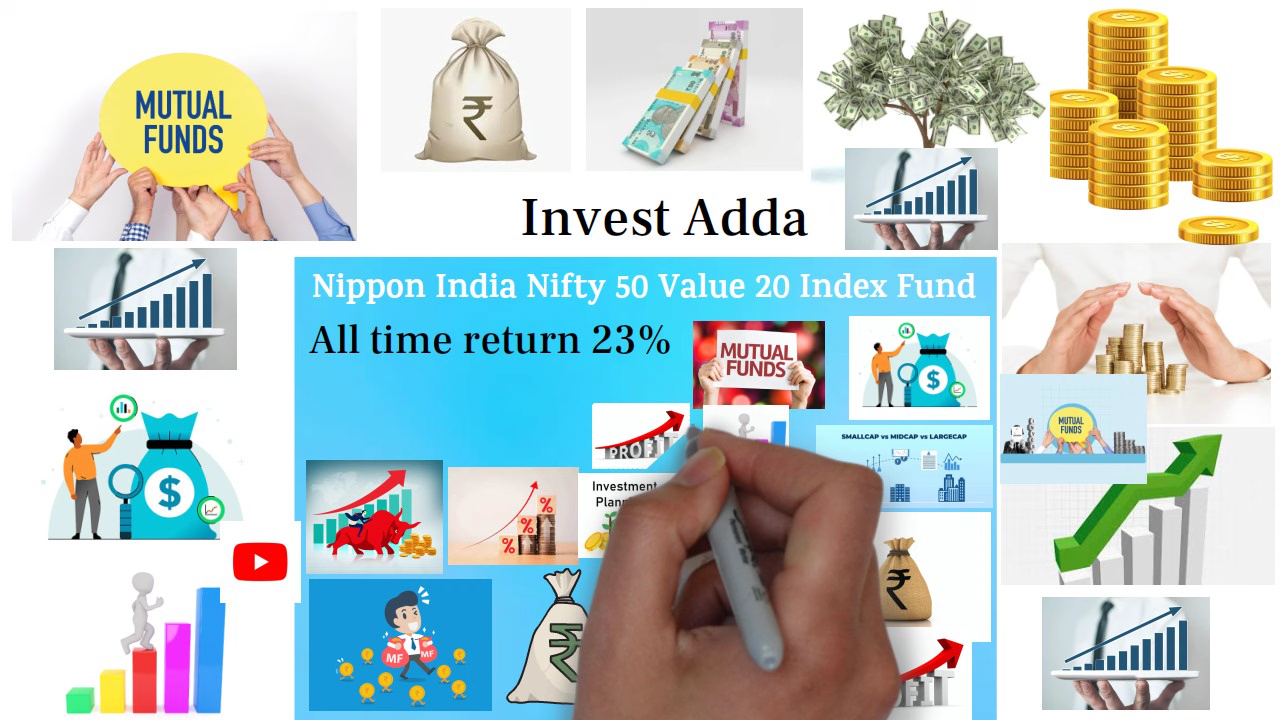 MUTUAL
FUNDS
₹
Invest Adda
Nippon India Nifty 50 Value 20 Index Fund
All time return 23%
MUTUAL
FUNDS
$
MUTUAL
FUNDS
PROFIT
SMALLCAP vs MIDCAP vs LARGECAP
Investment
% % %
$
MF MF
₹
₹